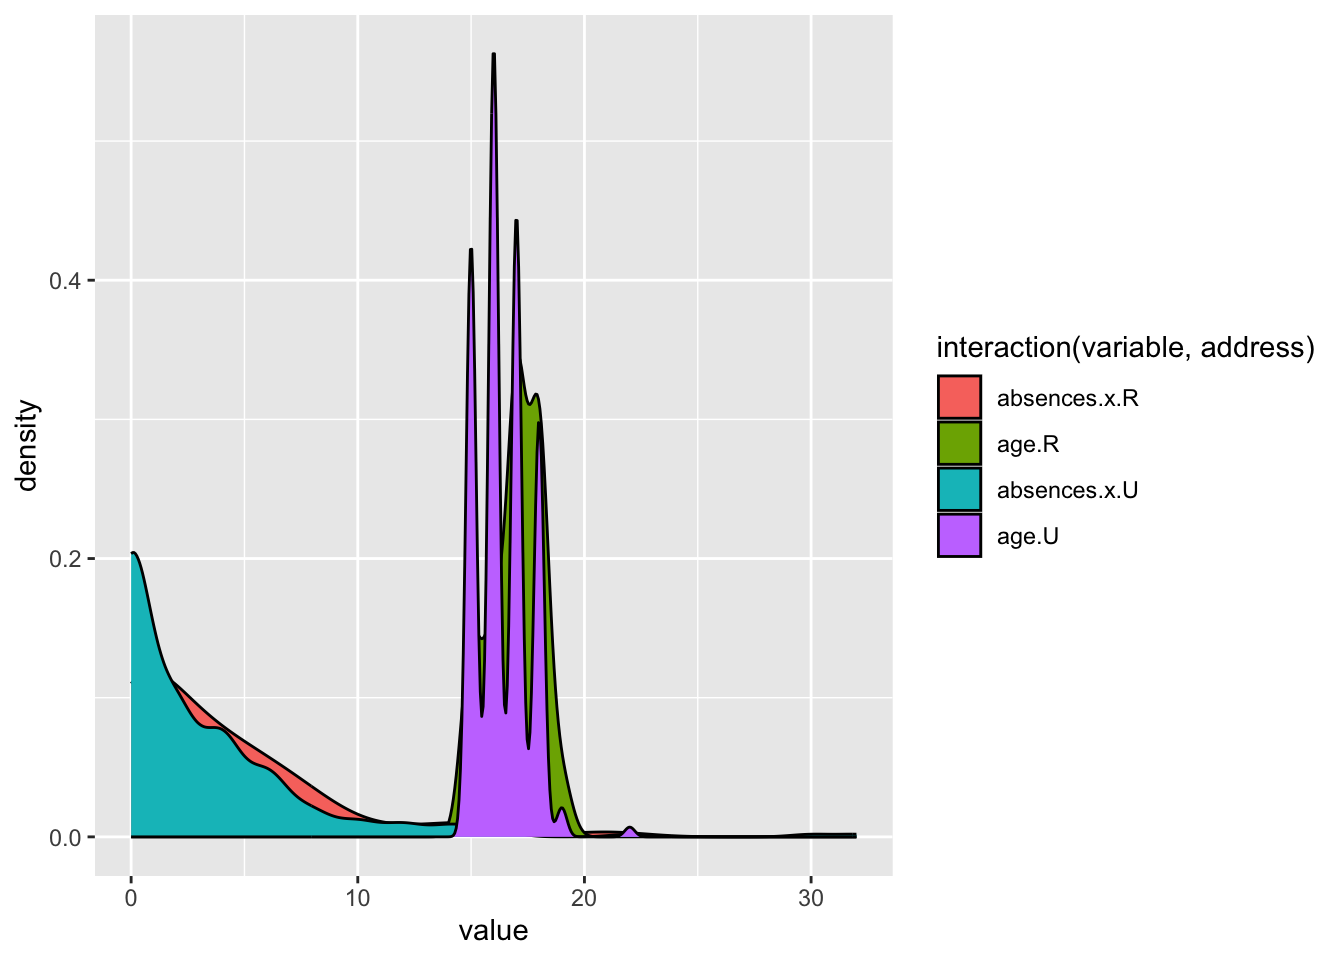 density
0.4
0.2
0.0
0
10
20
30
value
interaction(variable, address)
absences.x.R
age.R
absences.x.U
age.U